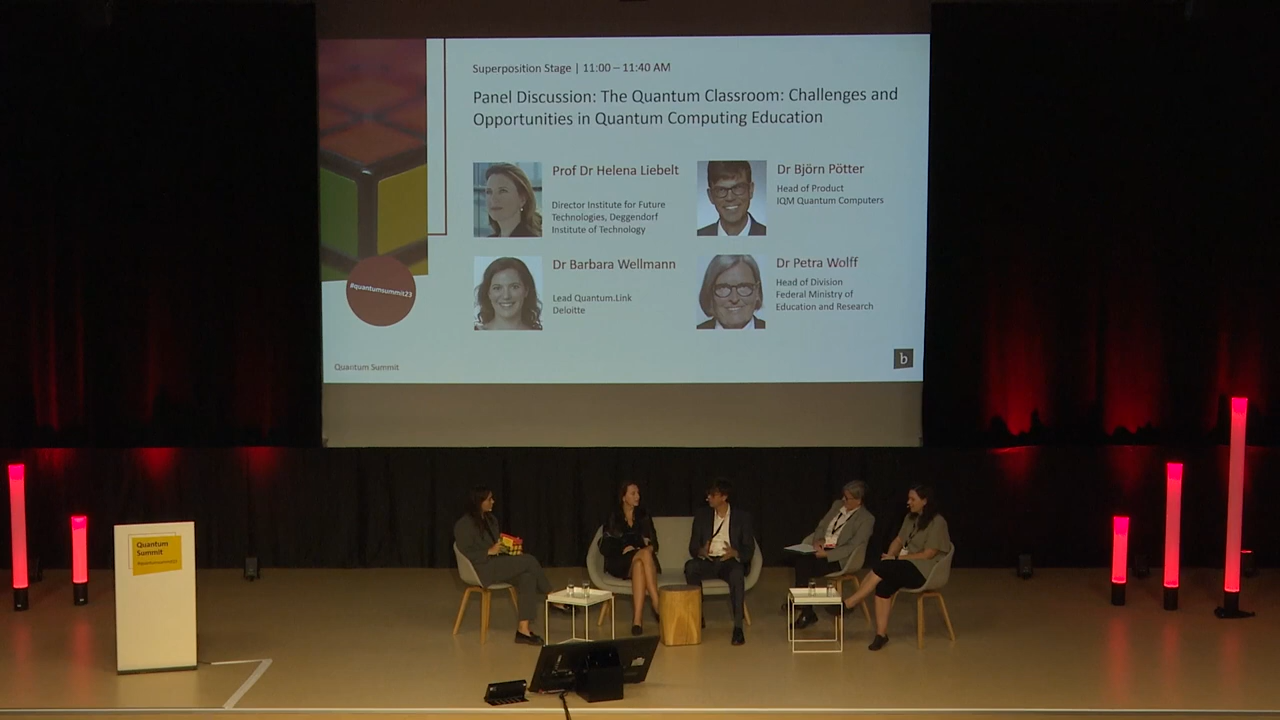 Superposition Stage | 11:00 – 11:40 AM
Panel Discussion: The Quantum Classroom: Challenges and
Opportunities in Quantum Computing Education
Prof Dr Helena Liebelt
Director Institute for Future
Technologies, Deggendorf
Institute of Technology
Dr Björn Pötter
Head of Product
IQM Quantum Computers
Dr Barbara Wellmann
Lead Quantum.Link
Deloitte
Dr Petra Wolff
Head of Division
Federal Ministry of
Education and Research
#quantumsummit23
Quantum Summit
b
Quantum
Summit
#quantumsummit23